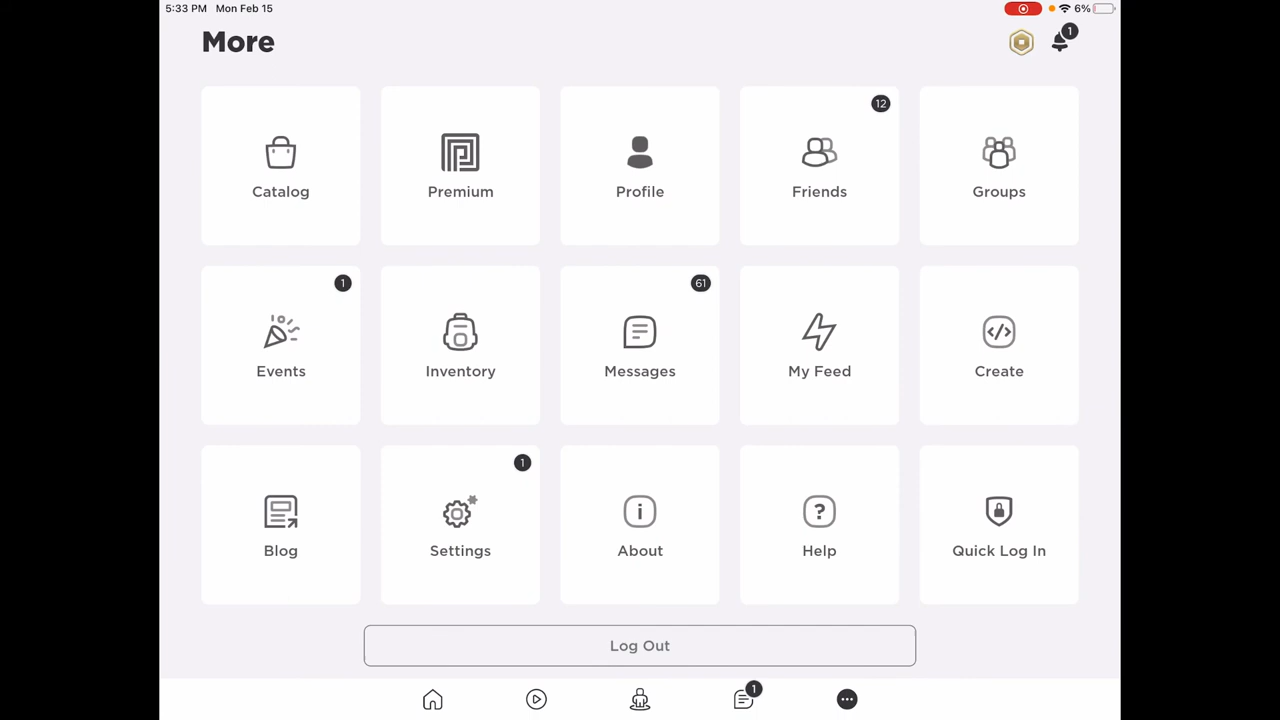 5:33 PM Mon Feb 15 6%
More 1
Catalog Premium Profile 12 Friends Groups
1 Events Inventory 61 Messages My Feed Create
Blog 1 Settings About Help Quick Log In
Log Out
1